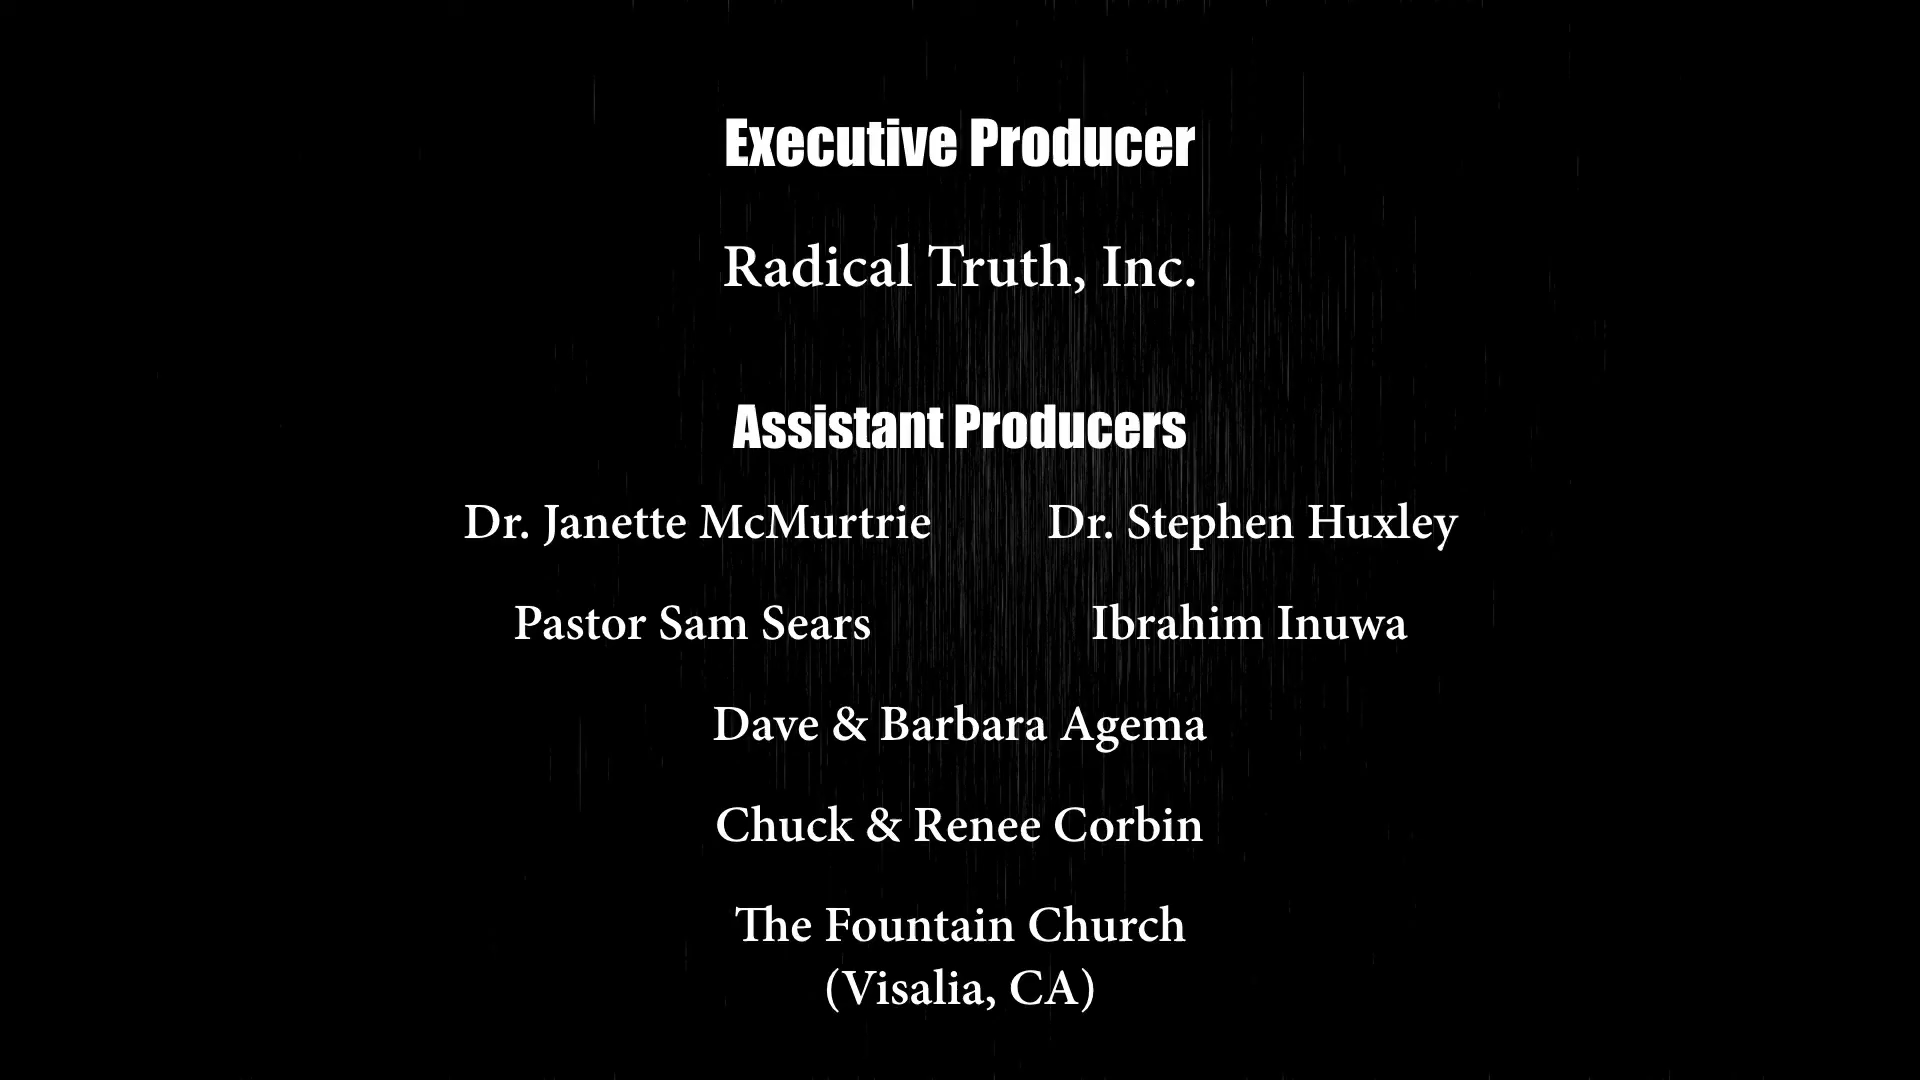 Executive Producer
Radical Truth, Inc.
Assistant Producers
Dr. Janette McMurtrie Dr. Stephen Huxley
Pastor Sam Sears Ibrahim Inuwa
Dave & Barbara Agema
Chuck & Renee Corbin
The Fountain Church
(Visalia, CA)